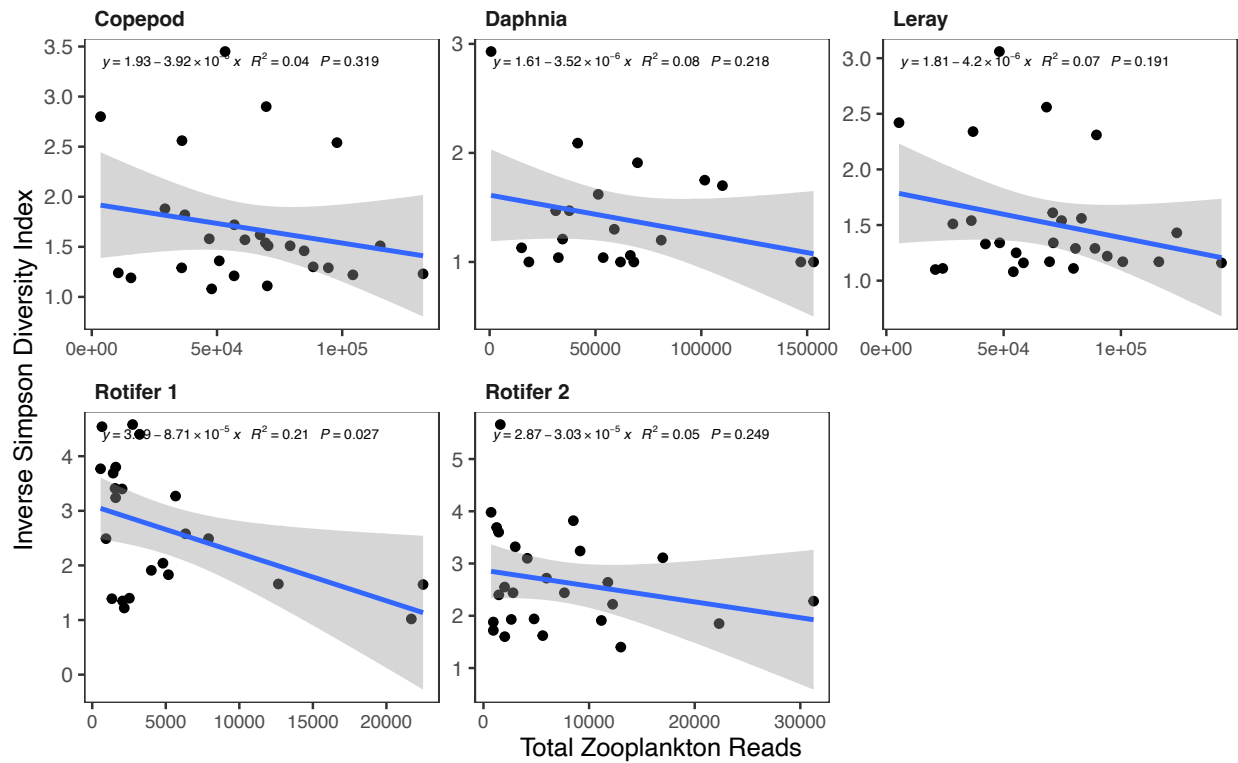 Copepod
Daphnia
Leray
3.5
3.0
2.5
2.0
1.5
1.0
y = 1.93 − 3.92 × 10 x R² = 0.04 P = 0.319
0e+00
5e+04
1e+05
3
2
1
y = 1.61 − 3.52 × 10⁻⁶ x R² = 0.08 P = 0.218
0
50000
100000
150000
3.0
2.5
2.0
1.5
1.0
y = 1.81 − 4.2 × 10⁻⁶ x R² = 0.07 P = 0.191
0e+00
5e+04
1e+05
Inverse Simpson Diversity Index
Rotifer 1
Rotifer 2
4
3
2
1
0
− 8.71 × 10⁻⁵ x R² = 0.21 P = 0.027
0
5000
10000
15000
20000
5
4
3
2
1
y = 2.87 − 3.03 × 10⁻⁵ x R² = 0.05 P = 0.249
0
10000
20000
30000
Total Zooplankton Reads